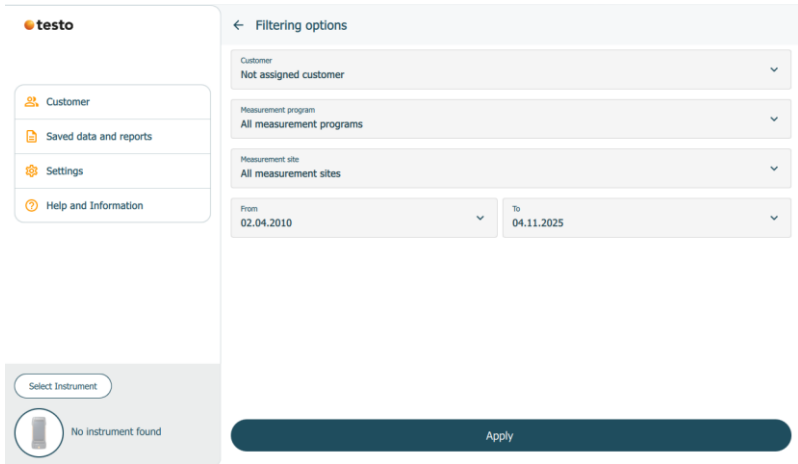 testo
Customer
Saved data and reports
Settings
Help and Information
Select Instrument
No instrument found
Filtering options
Customer
Not assigned customer
Measurement program
All measurement programs
Measurement site
All measurement sites
From
02.04.2010
To
04.11.2025
Apply